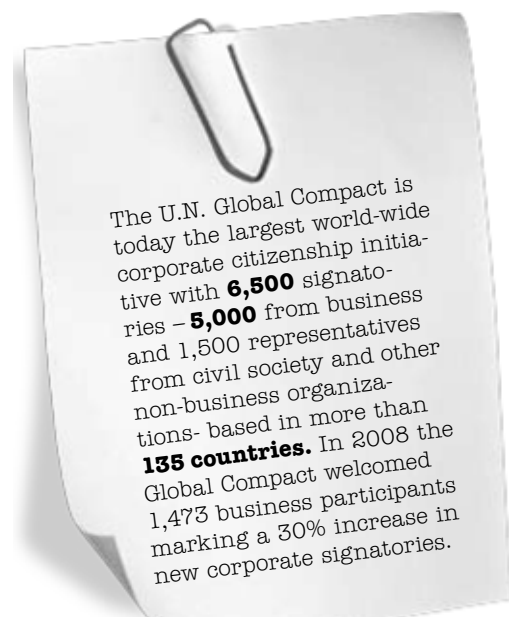 The U.N. Global Compact is
today the largest world-wide
corporate citizenship initia-
tive with 6,500 signato-
ries – 5,000 from business
and 1,500 representatives
from civil society and other
non-business organiza-
tions- based in more than
135 countries. In 2008 the
Global Compact welcomed
1,473 business participants
marking a 30% increase in
new corporate signatories.